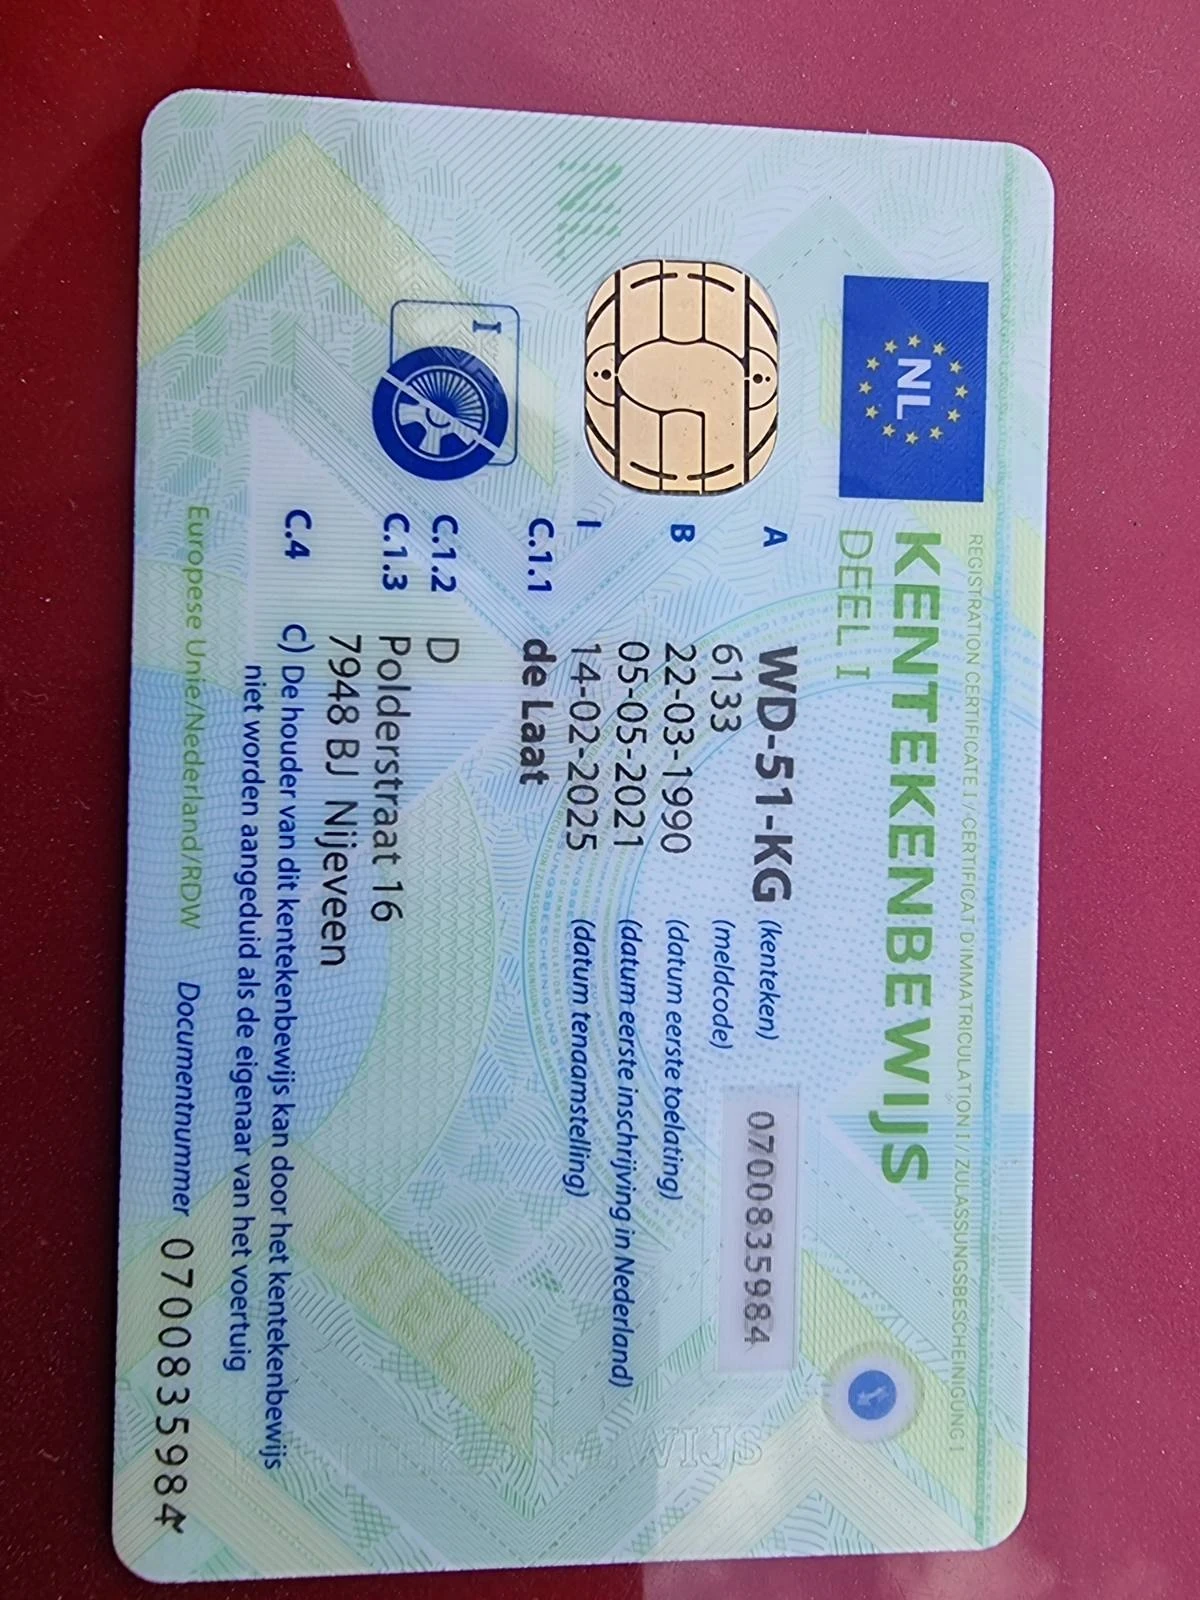 REGISTRATION CERTIFICATE I / CERTIFICAT D'IMMATRICULATION I / ZULASSUNGSBESCHEINIGUNG I
NL
KENTEKENBEWIJS
DEEL I
A WD-51-KG (kenteken) 0700835984
6133 (meldcode)
B 22-03-1990 (datum eerste toelating)
05-05-2021 (datum eerste inschrijving in Nederland)
I 14-02-2025 (datum tenaamstelling)
C.1.1 de Laat
C.1.2 D
C.1.3 Polderstraat 16
7948 BJ Nijeveen
C.4 c) De houder van dit kentekenbewijs kan door het kentekenbewijs
niet worden aangeduid als de eigenaar van het voertuig
Europese Unie/Nederland/RDW Documentnummer 0700835984
NL
I